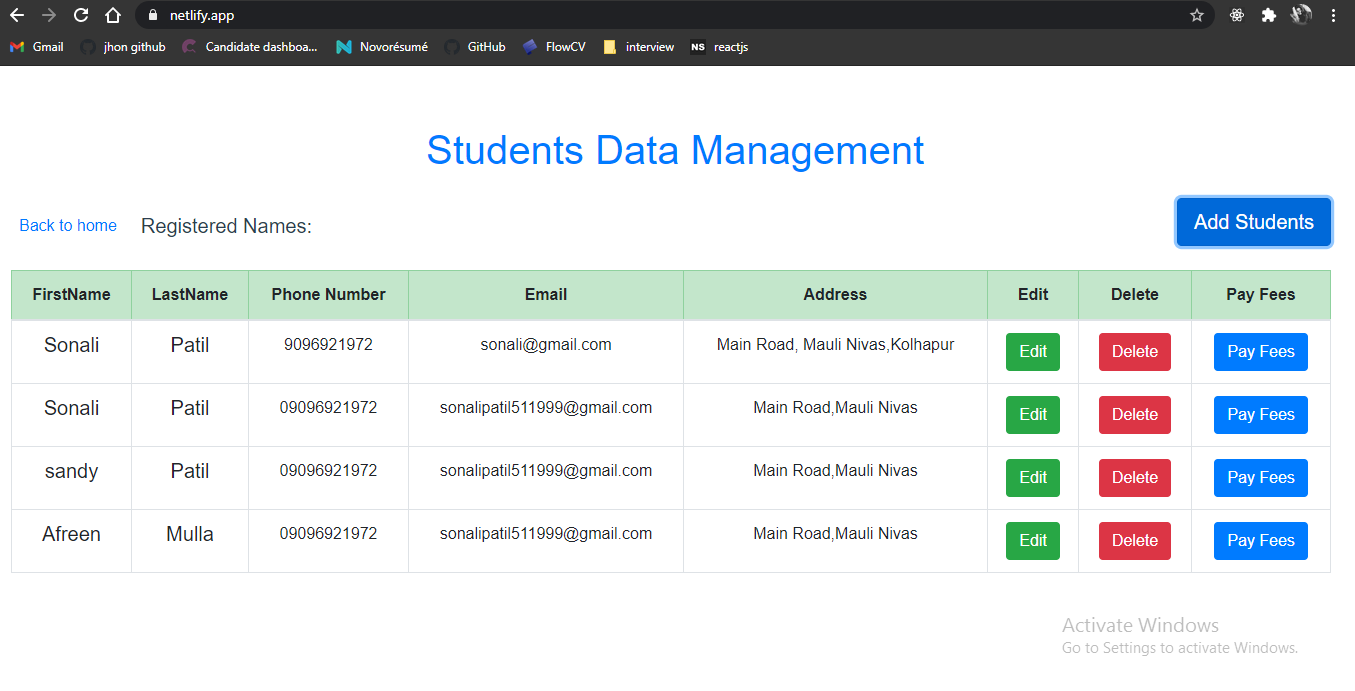 netlify.app
Gmail jhon github Candidate dashboa... Novorésumé GitHub FlowCV interview NS reactjs
Students Data Management
Back to home Registered Names: Add Students
FirstName LastName Phone Number Email Address Edit Delete Pay Fees
Sonali Patil 9096921972 sonali@gmail.com Main Road, Mauli Nivas,Kolhapur Edit Delete Pay Fees
Sonali Patil 09096921972 sonalipatil511999@gmail.com Main Road,Mauli Nivas Edit Delete Pay Fees
sandy Patil 09096921972 sonalipatil511999@gmail.com Main Road,Mauli Nivas Edit Delete Pay Fees
Afreen Mulla 09096921972 sonalipatil511999@gmail.com Main Road,Mauli Nivas Edit Delete Pay Fees
Activate Windows
Go to Settings to activate Windows.